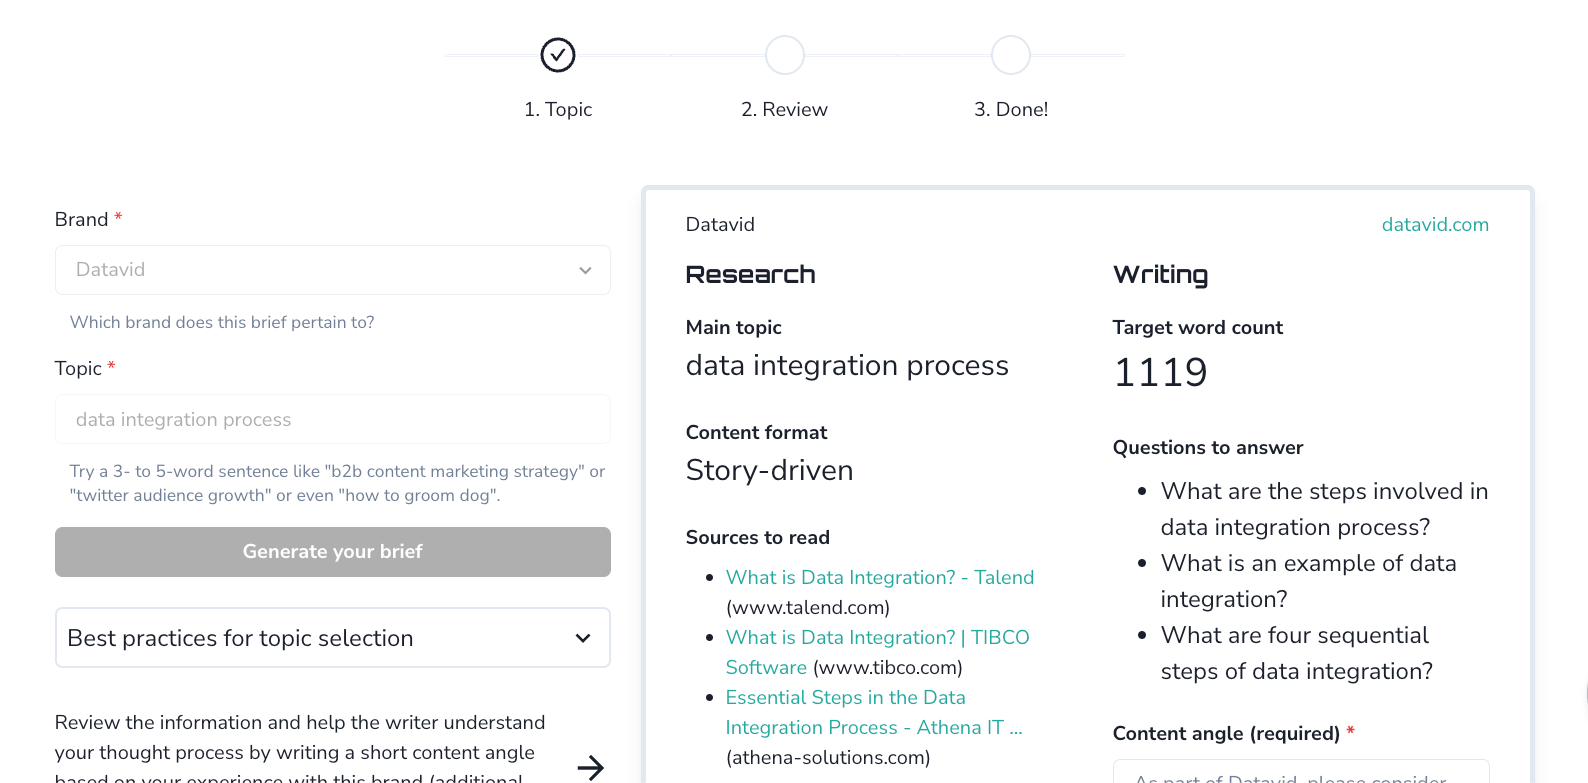 1. Topic
2. Review
3. Done!
Brand *
Datavid
Which brand does this brief pertain to?
Topic *
data integration process
Try a 3- to 5-word sentence like "b2b content marketing strategy" or
"twitter audience growth" or even "how to groom dog".
Generate your brief
Best practices for topic selection
Review the information and help the writer understand
your thought process by writing a short content angle
based on your experience with this brand (additional
Datavid
datavid.com
Research
Main topic
data integration process
Content format
Story-driven
Sources to read
What is Data Integration? - Talend
(www.talend.com)
What is Data Integration? | TIBCO
Software (www.tibco.com)
Essential Steps in the Data
Integration Process - Athena IT ...
(athena-solutions.com)
Writing
Target word count
1119
Questions to answer
What are the steps involved in
data integration process?
What is an example of data
integration?
What are four sequential
steps of data integration?
Content angle (required) *
As part of Datavid, please consider